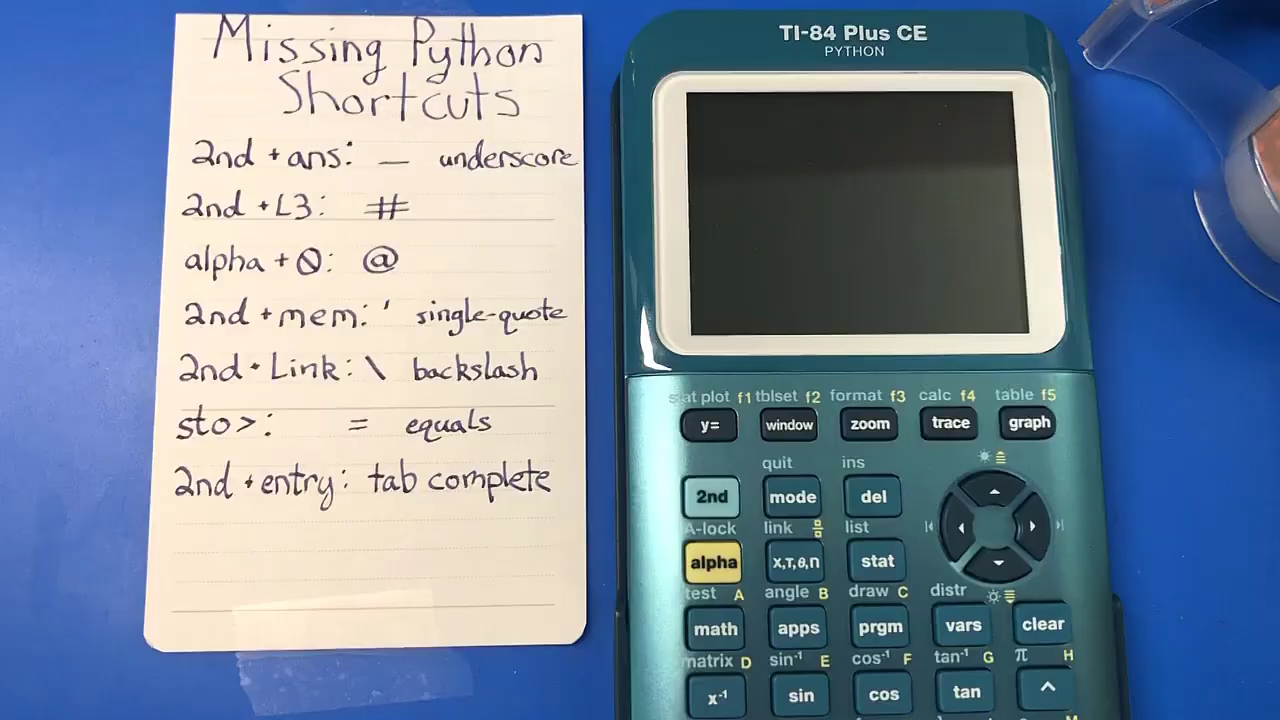 Missing Python
Shortcuts
2nd + ans: _ underscore
2nd + L3: #
alpha + 0: @
2nd + mem: ' single-quote
2nd + Link: \ backslash
sto>: = equals
2nd + entry: tab complete
TI-84 Plus CE
PYTHON
stat plot f1 tblset f2 format f3 calc f4 table f5
y= window zoom trace graph
quit ins
2nd mode del
A-lock link list
alpha X,T,θ,n stat
test A angle B draw C distr
math apps prgm vars clear
matrix D sin⁻¹ E cos⁻¹ F tan⁻¹ G π H
x⁻¹ sin cos tan ^
M